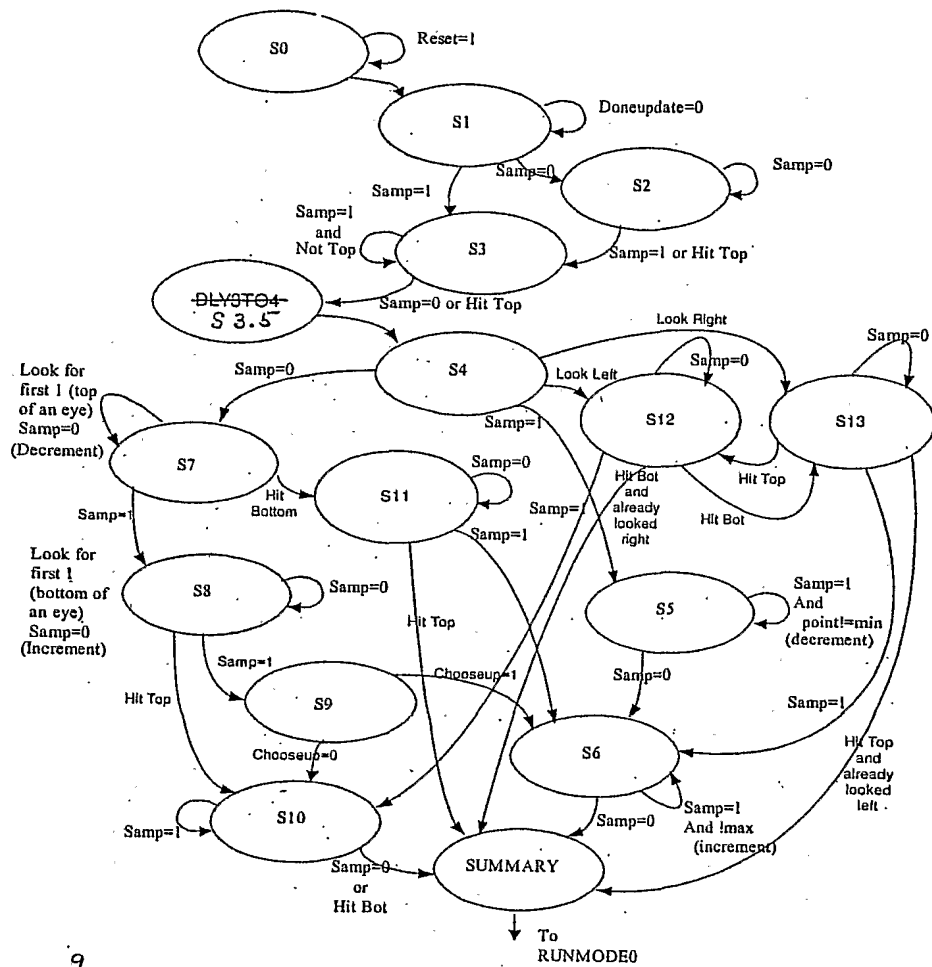 S0
Reset=1
S1
Doneupdate=0
Samp=0
S2
Samp=0
Samp=1
Samp=1
and
Not Top
S3
Samp=1 or Hit Top
DLY3TO4
S 3.5
Samp=0 or Hit Top
Look Right
Samp=0
Look for
first 1 (top
of an eye)
Samp=0
(Decrement)
Samp=0
S4
Look Left
Samp=0
S12
S13
Samp=1
S7
Hit
Bottom
S11
Samp=0
Hit Top
Hit Bot
and
already
looked
right
Hit Bot
Samp=1
Samp=1
Samp=1
Look for
first 1
(bottom of
an eye)
Samp=0
(Increment)
S8
Samp=0
Hit Top
S5
Samp=1
And
point!=min
(decrement)
Samp=1
Hit Top
S9
Chooseup=1
Samp=0
Samp=1
Chooseup=0
S6
Hit Top
and
already
looked
left
S10
Samp=1
Samp=0
Samp=1
And !max
(increment)
Samp=0
or
Hit Bot
SUMMARY
To
RUNMODE0
9